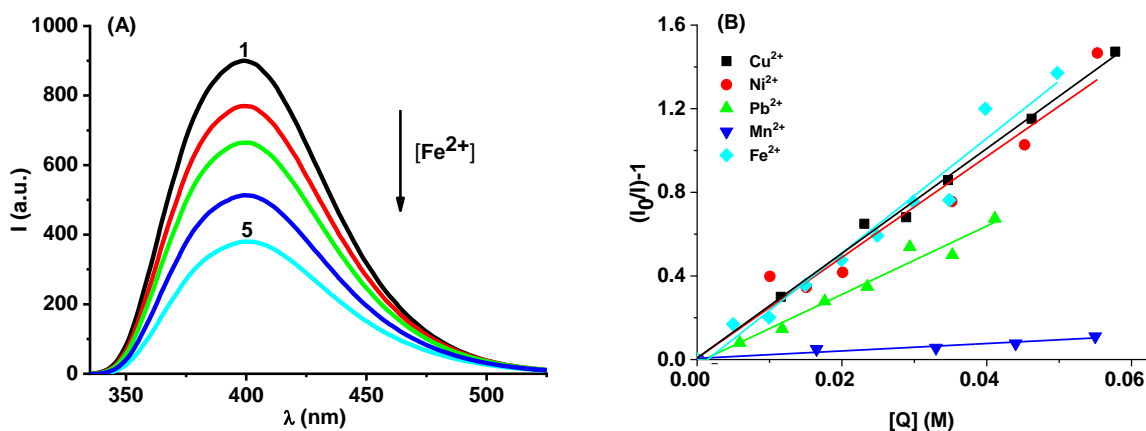 (A)
1000
800
600
400
200
0
I (a.u.)
1
5
[Fe²⁺]
350
400
450
500
λ (nm)
(B)
1.6
1.2
0.8
0.4
0.0
(I₀/I)-1
Cu²⁺
Ni²⁺
Pb²⁺
Mn²⁺
Fe²⁺
0.00
0.02
0.04
0.06
[Q] (M)